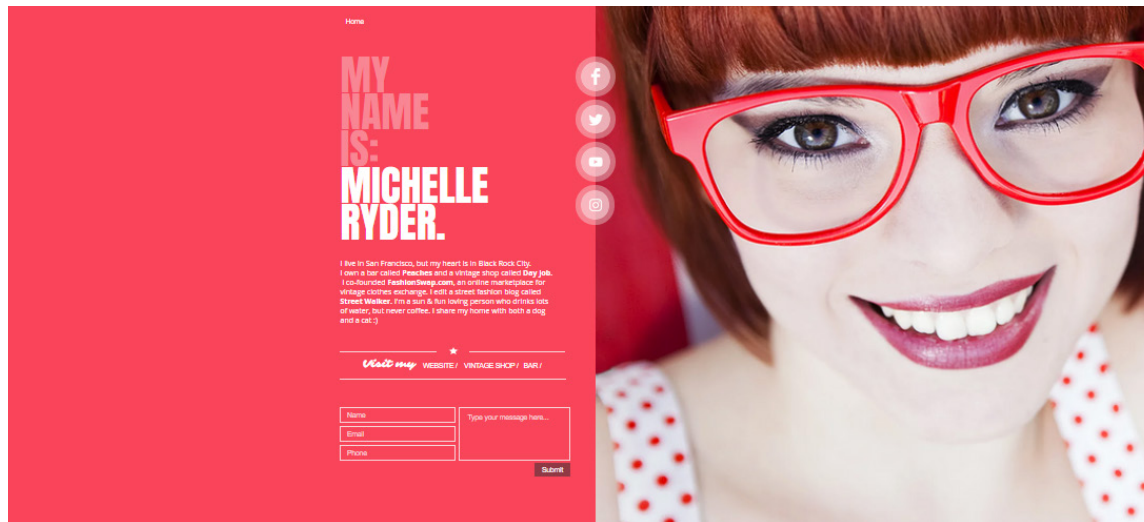 Home
MY
NAME
IS:
MICHELLE
RYDER.
I live in San Francisco, but my heart is in Black Rock City.
I own a bar called Peaches and a vintage shop called Day Job.
I co-founded FashionSwap.com, an online marketplace for
vintage clothes exchange. I edit a street fashion blog called
Street Walker. I'm a sun & fun loving person who drinks lots
of water, but never coffee. I share my home with both a dog
and a cat :)
Visit my WEBSITE / VINTAGE SHOP / BAR /
Name
Email
Phone
Type your message here...
Submit